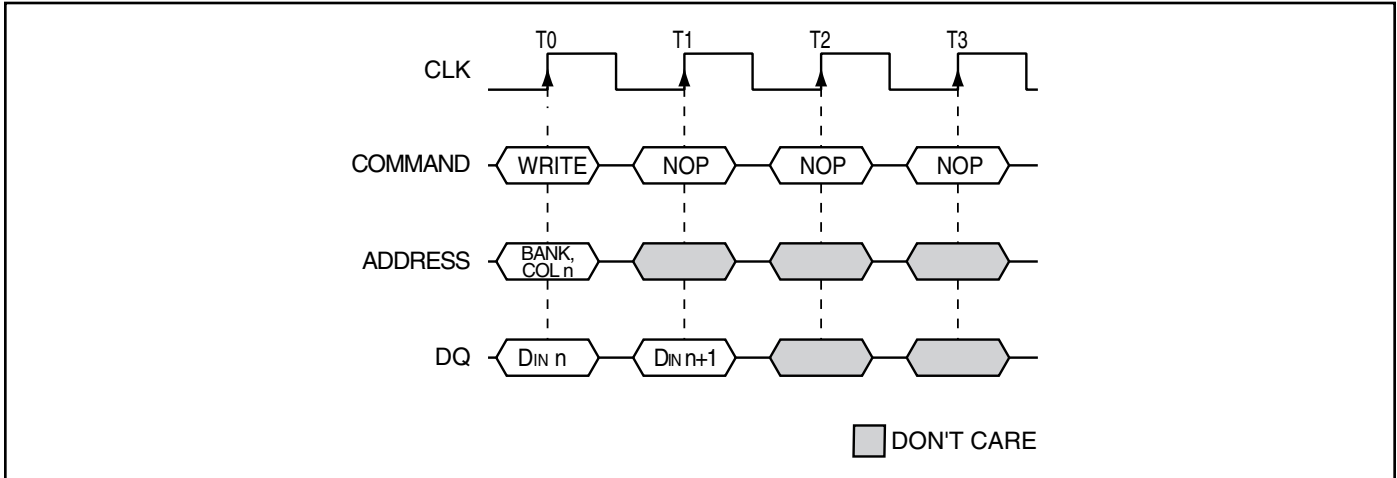 T0 T1 T2 T3
CLK
COMMAND WRITE NOP NOP NOP
ADDRESS BANK,
COL n
DQ DIN n DIN n+1
DON'T CARE